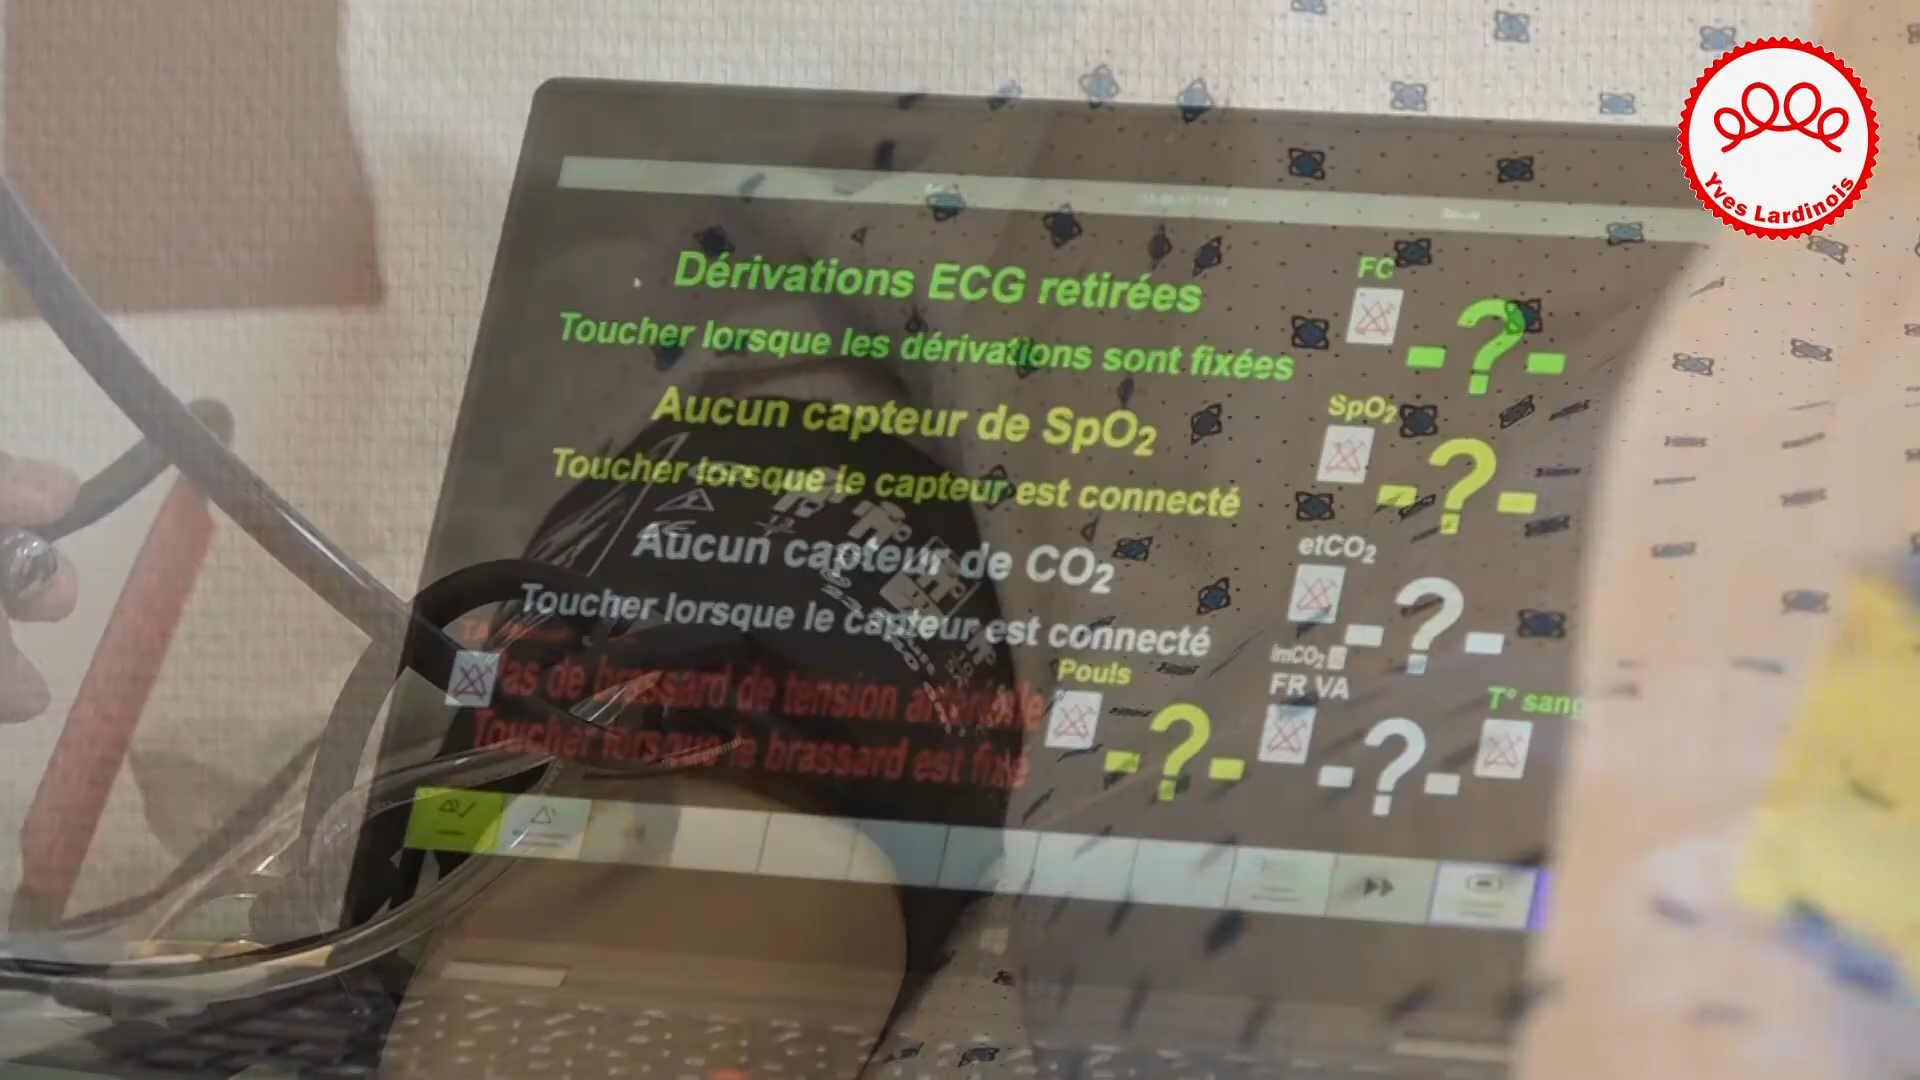 Yves Lardinois
Dérivations ECG retirées
Toucher lorsque les dérivations sont fixées
FC
-?-
Aucun capteur de SpO₂
Toucher lorsque le capteur est connecté
SpO₂
-?-
Aucun capteur de CO₂
Toucher lorsque le capteur est connecté
etCO₂
-?-
imCO₂
Pas de brassard de tension artérielle
Toucher lorsque le brassard est fixé
Pouls
-?-
FR VA
-?-
T° sang